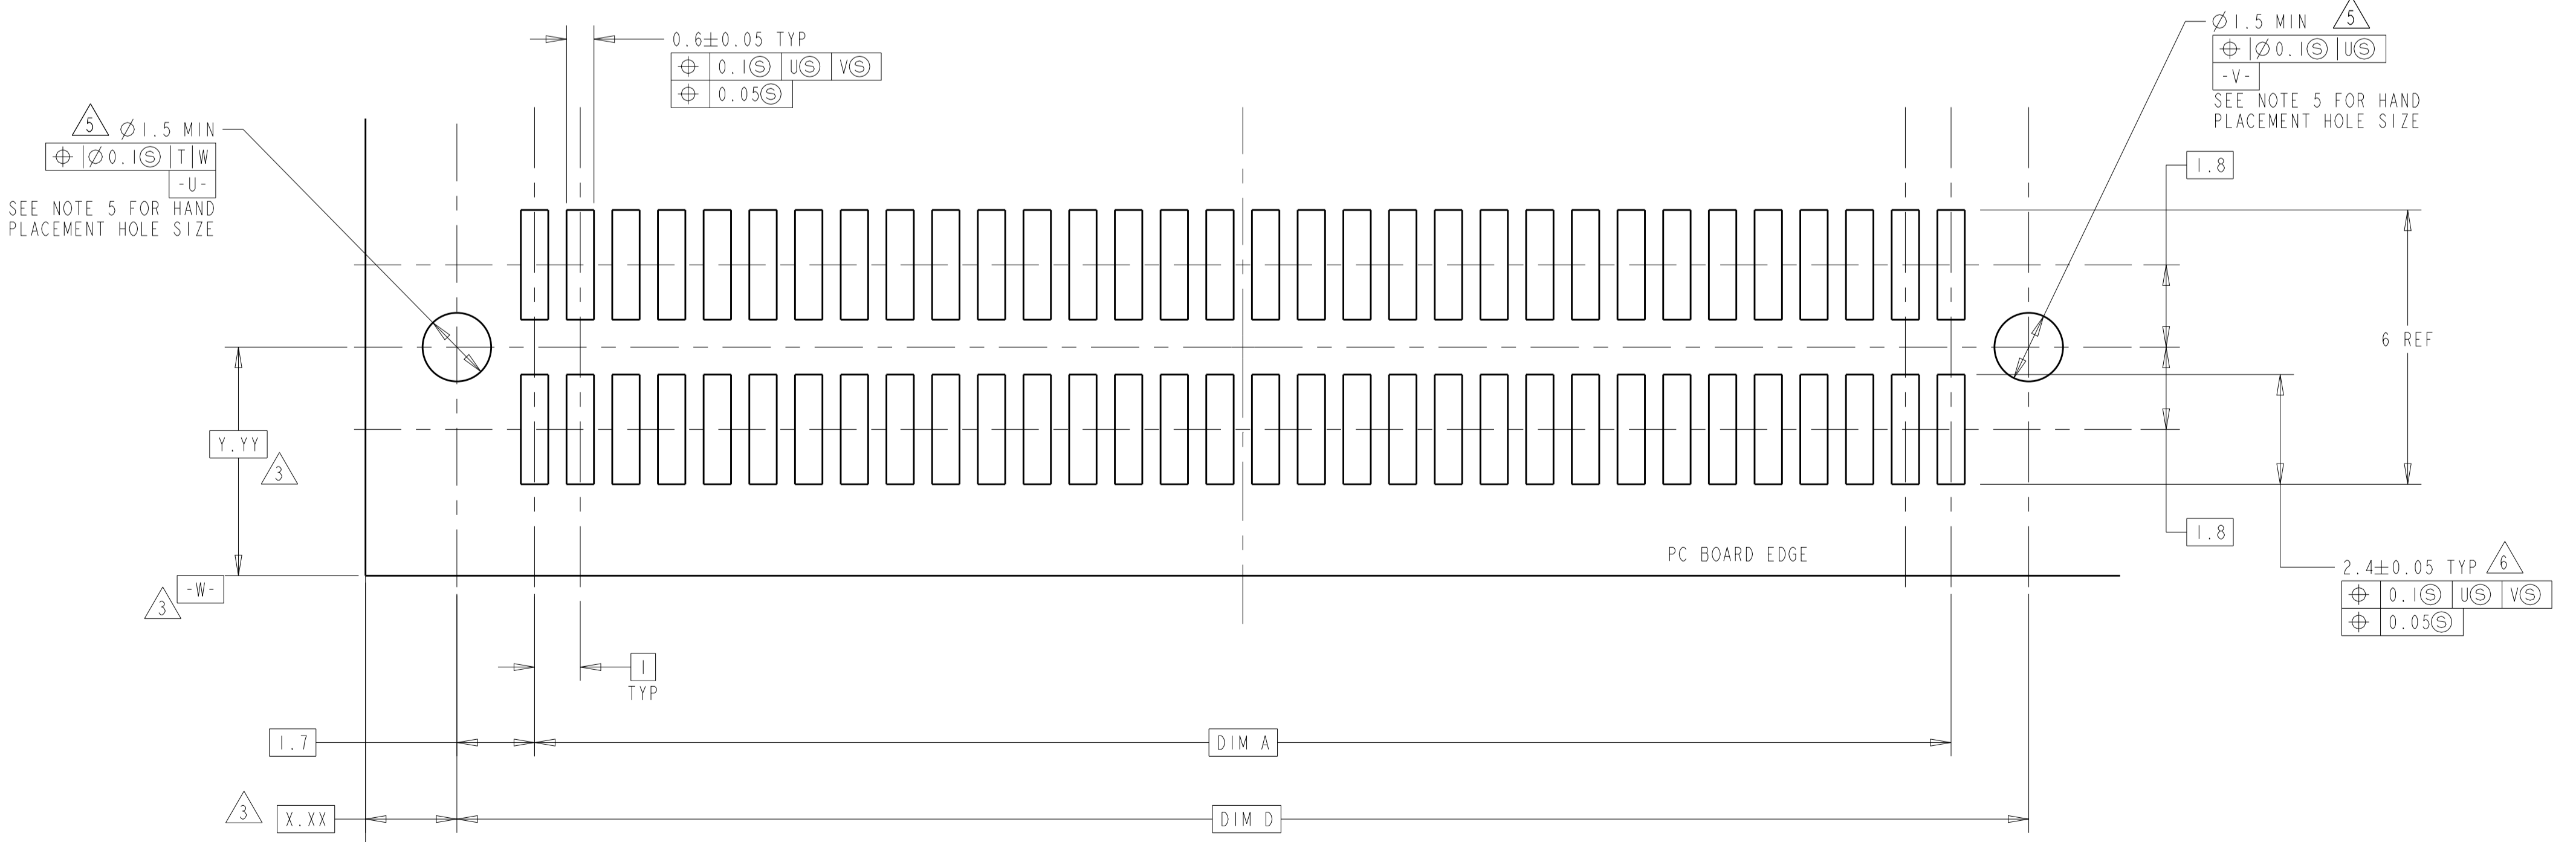 0.6±0.05 TYP
⌖ 0.1Ⓢ UⓈ VⓈ
⌖ 0.05Ⓢ
5 Ø1.5 MIN
⌖ Ø0.1Ⓢ T W
-U-
SEE NOTE 5 FOR HAND
PLACEMENT HOLE SIZE
Ø1.5 MIN 5
⌖ Ø0.1Ⓢ UⓈ
-V-
SEE NOTE 5 FOR HAND
PLACEMENT HOLE SIZE
1.8
6 REF
Y.YY
3
1.8
PC BOARD EDGE
2.4±0.05 TYP 6
⌖ 0.1Ⓢ UⓈ VⓈ
⌖ 0.05Ⓢ
-W-
3
1
TYP
1.7
DIM A
3
X.XX
DIM D